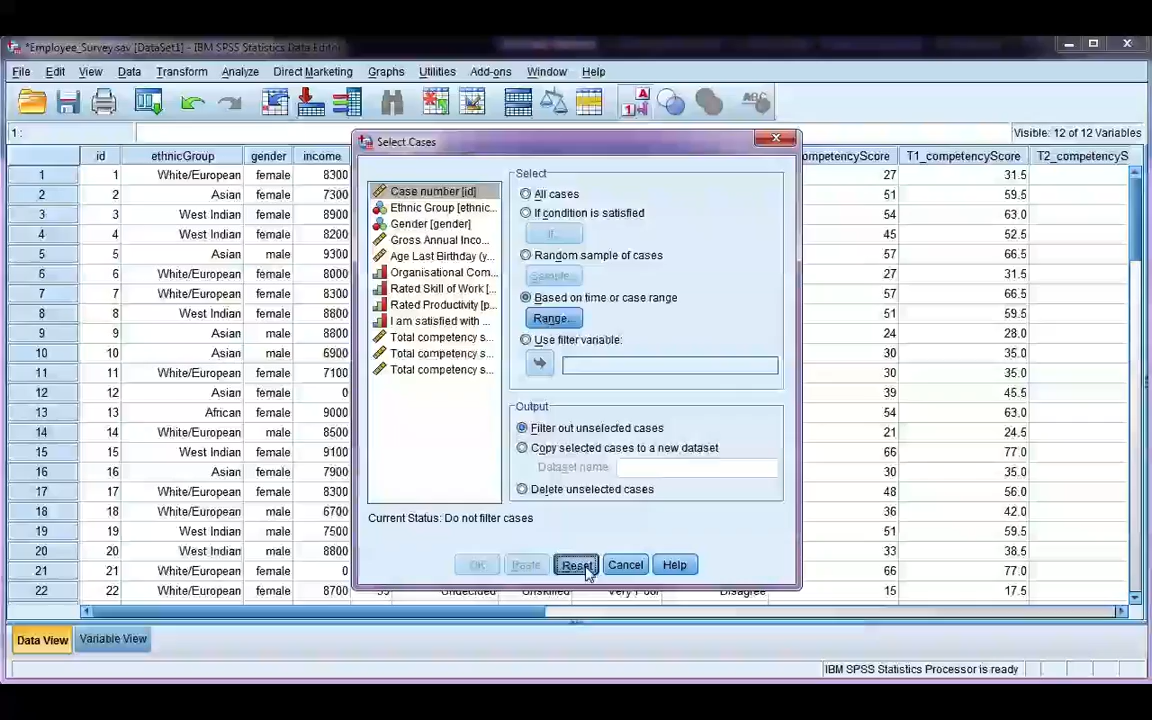 *Employee_Survey.sav [DataSet1] - IBM SPSS Statistics Data Editor
File Edit View Data Transform Analyze Direct Marketing Graphs Utilities Add-ons Window Help
1 :
Visible: 12 of 12 Variables
Select Cases
id ethnicGroup gender income ompetencyScore T1_competencyScore T2_competencyS
1 1 White/European female 8300 27 31.5
2 2 Asian female 7300 51 59.5
3 3 West Indian female 8900 54 63.0
4 4 West Indian female 8200 45 52.5
5 5 Asian male 9300 57 66.5
6 6 White/European female 8000 27 31.5
7 7 White/European female 8300 57 66.5
8 8 West Indian female 8800 51 59.5
9 9 Asian male 8800 24 28.0
10 10 Asian male 6900 30 35.0
11 11 White/European female 7100 30 35.0
12 12 Asian female 0 39 45.5
13 13 African female 9000 54 63.0
14 14 White/European male 8500 21 24.5
15 15 West Indian female 9100 66 77.0
16 16 Asian male 7900 30 35.0
17 17 White/European female 8300 48 56.0
18 18 White/European male 6700 36 42.0
19 19 West Indian male 7500 51 59.5
20 20 West Indian male 8800 33 38.5
21 21 White/European female 0 66 77.0
22 22 White/European female 8700 Undecided Unskilled Very Poor Disagree 15 17.5
Case number [id]
Ethnic Group [ethnic...
Gender [gender]
Gross Annual Inco...
Age Last Birthday (y...
Organisational Com...
Rated Skill of Work [...
Rated Productivity [p...
I am satisfied with ...
Total competency s...
Total competency s...
Total competency s...
Select
All cases
If condition is satisfied
If...
Random sample of cases
Sample...
Based on time or case range
Range...
Use filter variable:
Output
Filter out unselected cases
Copy selected cases to a new dataset
Dataset name:
Delete unselected cases
Current Status: Do not filter cases
OK Paste Reset Cancel Help
Data View Variable View
IBM SPSS Statistics Processor is ready